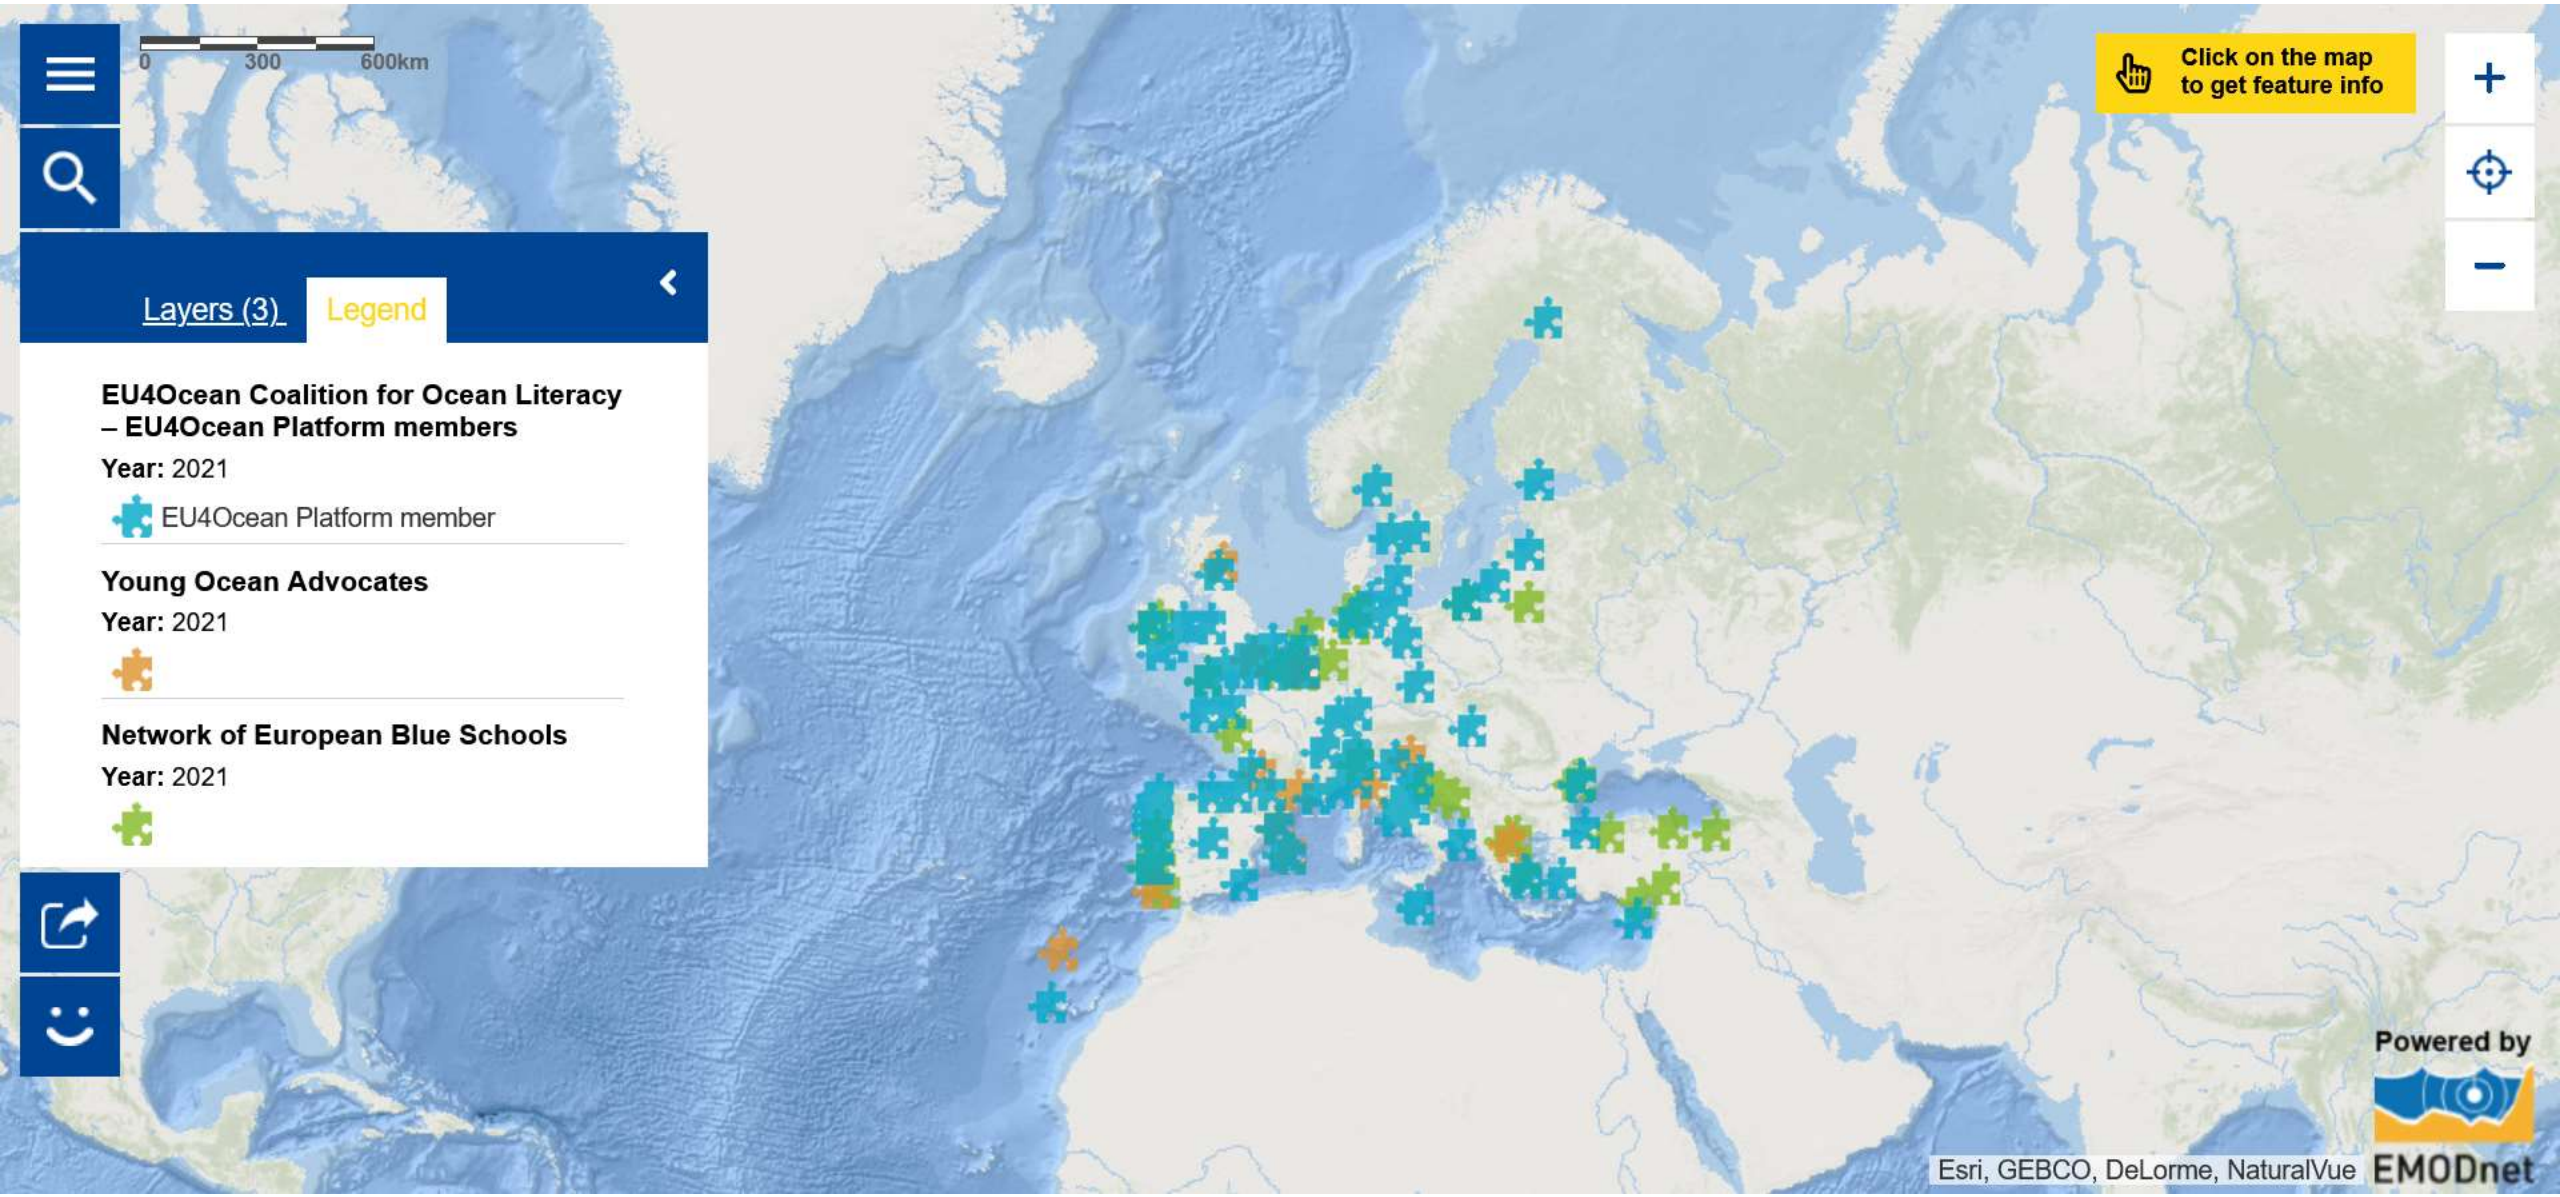 0 300 600km
Click on the map
to get feature info
Layers (3)
Legend
EU4Ocean Coalition for Ocean Literacy
– EU4Ocean Platform members
Year: 2021
EU4Ocean Platform member
Young Ocean Advocates
Year: 2021
Network of European Blue Schools
Year: 2021
Powered by
EMODnet
Esri, GEBCO, DeLorme, NaturalVue